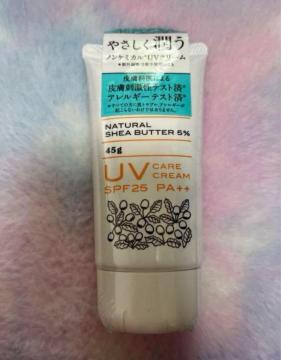 やさしく潤う
ノンケミカル*UVクリーム
皮膚科医による
皮膚刺激性テスト済*
アレルギーテスト済*
NATURAL
SHEA BUTTER 5%
45g
UV CARE
CREAM
SPF25 PA++